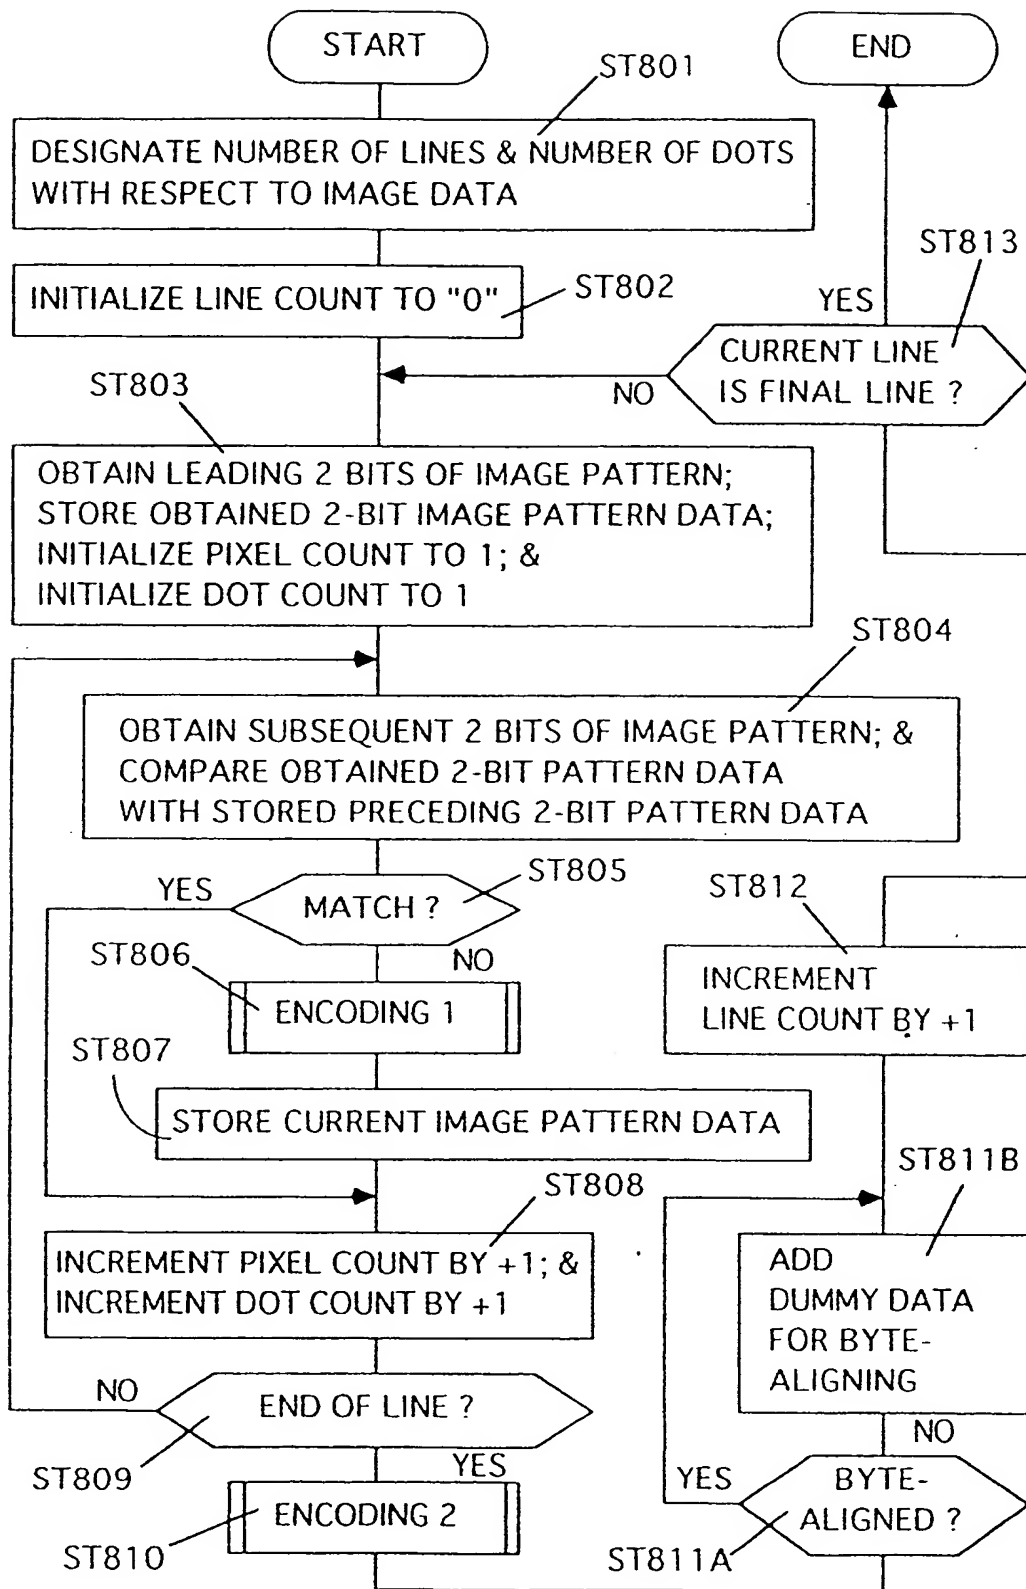 START
ST801
DESIGNATE NUMBER OF LINES & NUMBER OF DOTS
WITH RESPECT TO IMAGE DATA
INITIALIZE LINE COUNT TO "0"
ST802
ST803
OBTAIN LEADING 2 BITS OF IMAGE PATTERN;
STORE OBTAINED 2-BIT IMAGE PATTERN DATA;
INITIALIZE PIXEL COUNT TO 1; &
INITIALIZE DOT COUNT TO 1
ST804
OBTAIN SUBSEQUENT 2 BITS OF IMAGE PATTERN; &
COMPARE OBTAINED 2-BIT PATTERN DATA
WITH STORED PRECEDING 2-BIT PATTERN DATA
YES
ST805
MATCH ?
NO
ST806
ENCODING 1
ST807
STORE CURRENT IMAGE PATTERN DATA
ST808
INCREMENT PIXEL COUNT BY +1; &
INCREMENT DOT COUNT BY +1
NO
END OF LINE ?
ST809
YES
ENCODING 2
ST810
END
ST813
YES
CURRENT LINE
IS FINAL LINE ?
NO
ST812
INCREMENT
LINE COUNT BY +1
ST811B
ADD
DUMMY DATA
FOR BYTE-
ALIGNING
NO
YES
BYTE-
ALIGNED ?
ST811A